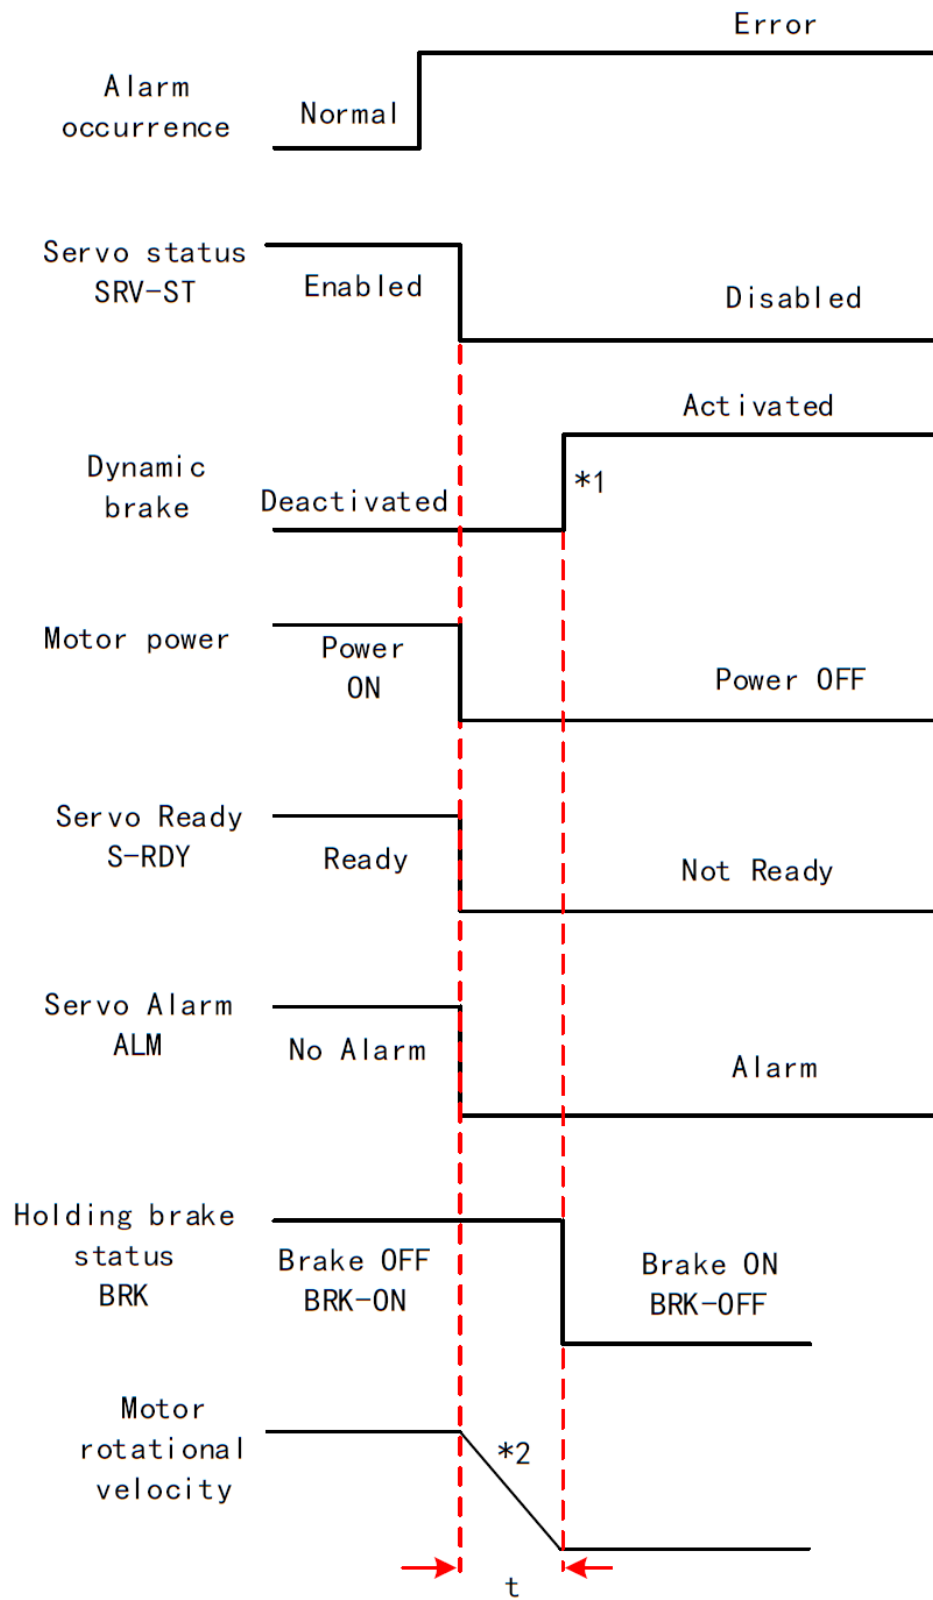 Error
Alarm
occurrence
Normal
Servo status
SRV-ST
Enabled
Disabled
Activated
Dynamic
brake
Deactivated
*1
Motor power
Power
ON
Power OFF
Servo Ready
S-RDY
Ready
Not Ready
Servo Alarm
ALM
No Alarm
Alarm
Holding brake
status
BRK
Brake OFF
BRK-ON
Brake ON
BRK-OFF
Motor
rotational
velocity
*2
t